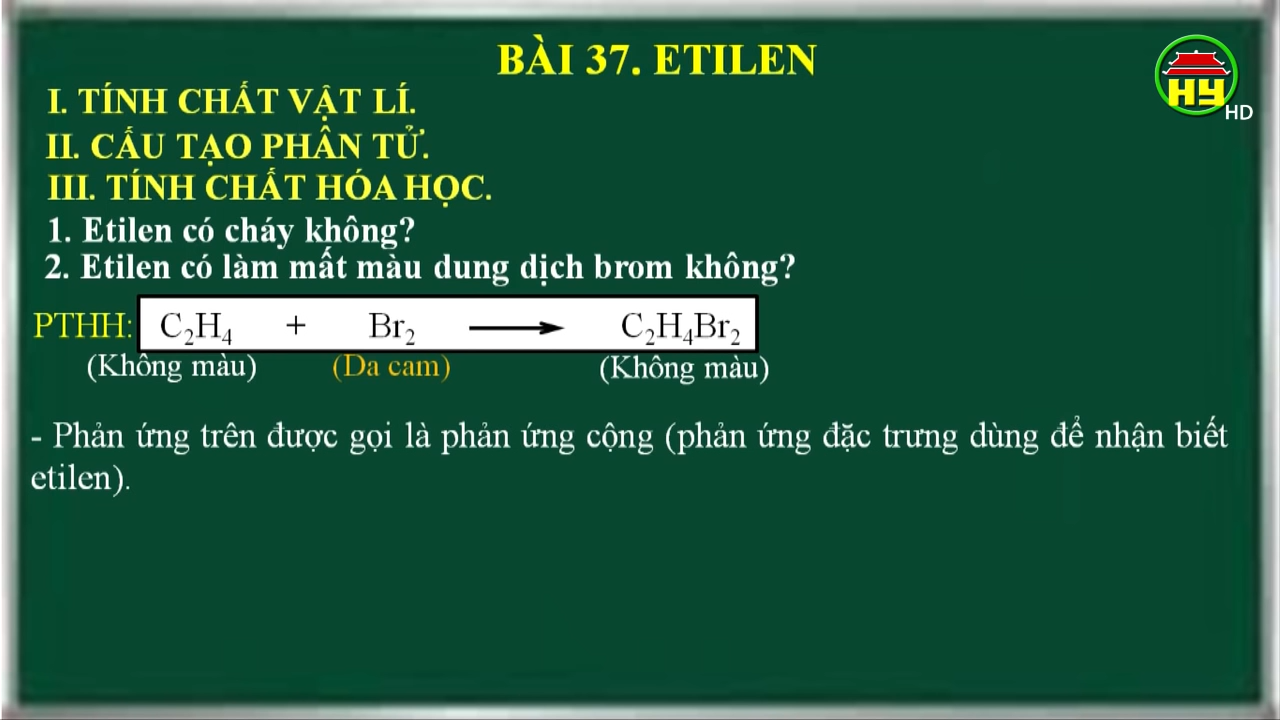 BÀI 37. ETILEN
HY
HD
I. TÍNH CHẤT VẬT LÍ.
II. CẤU TẠO PHÂN TỬ.
III. TÍNH CHẤT HÓA HỌC.
1. Etilen có cháy không?
2. Etilen có làm mất màu dung dịch brom không?
PTHH: C₂H₄ + Br₂ ⟶ C₂H₄Br₂
(Không màu) (Da cam) (Không màu)
- Phản ứng trên được gọi là phản ứng cộng (phản ứng đặc trưng dùng để nhận biết
etilen).